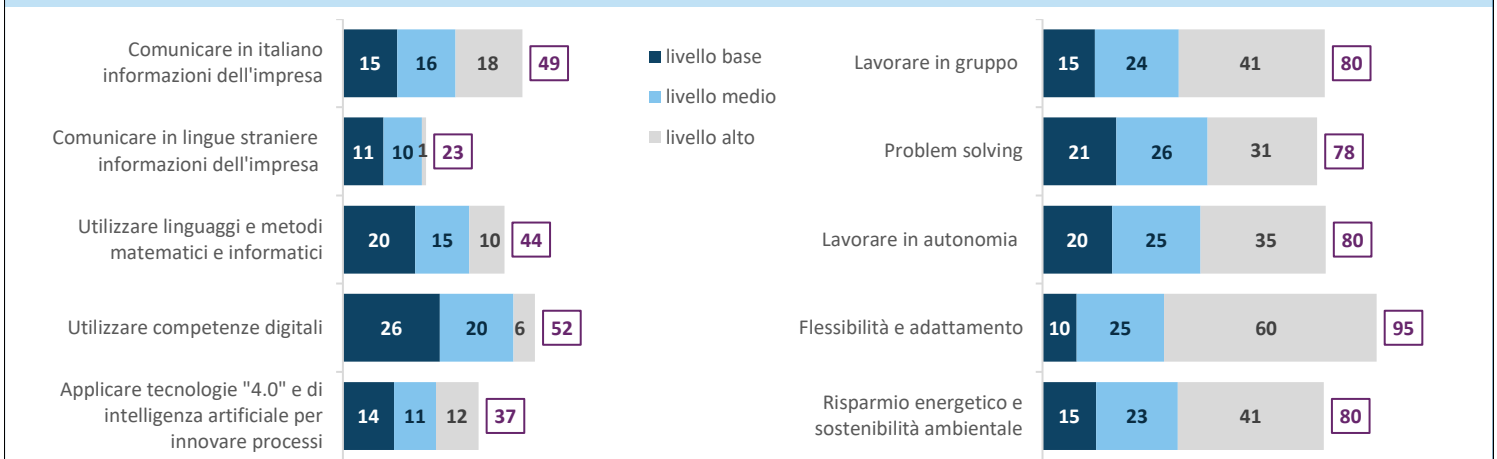 Comunicare in italiano
informazioni dell'impresa
15 16 18 49
Comunicare in lingue straniere
informazioni dell'impresa
11 10 1 23
Utilizzare linguaggi e metodi
matematici e informatici
20 15 10 44
Utilizzare competenze digitali
26 20 6 52
Applicare tecnologie "4.0" e di
intelligenza artificiale per
innovare processi
14 11 12 37
livello base
livello medio
livello alto
Lavorare in gruppo
15 24 41 80
Problem solving
21 26 31 78
Lavorare in autonomia
20 25 35 80
Flessibilità e adattamento
10 25 60 95
Risparmio energetico e
sostenibilità ambientale
15 23 41 80